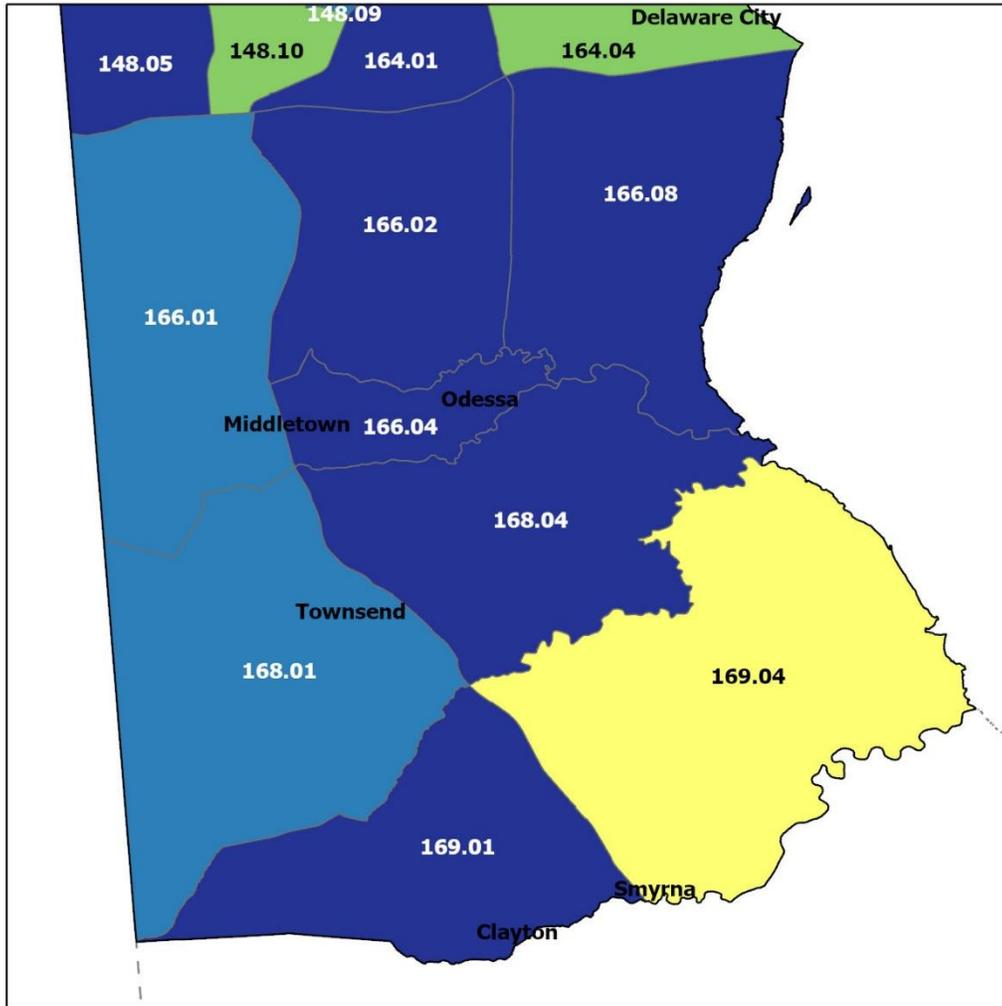 148.09
Delaware City
148.05
148.10
164.01
164.04
166.02
166.08
166.01
Odessa
Middletown
166.04
168.04
Townsend
168.01
169.04
169.01
Smyrna
Clayton